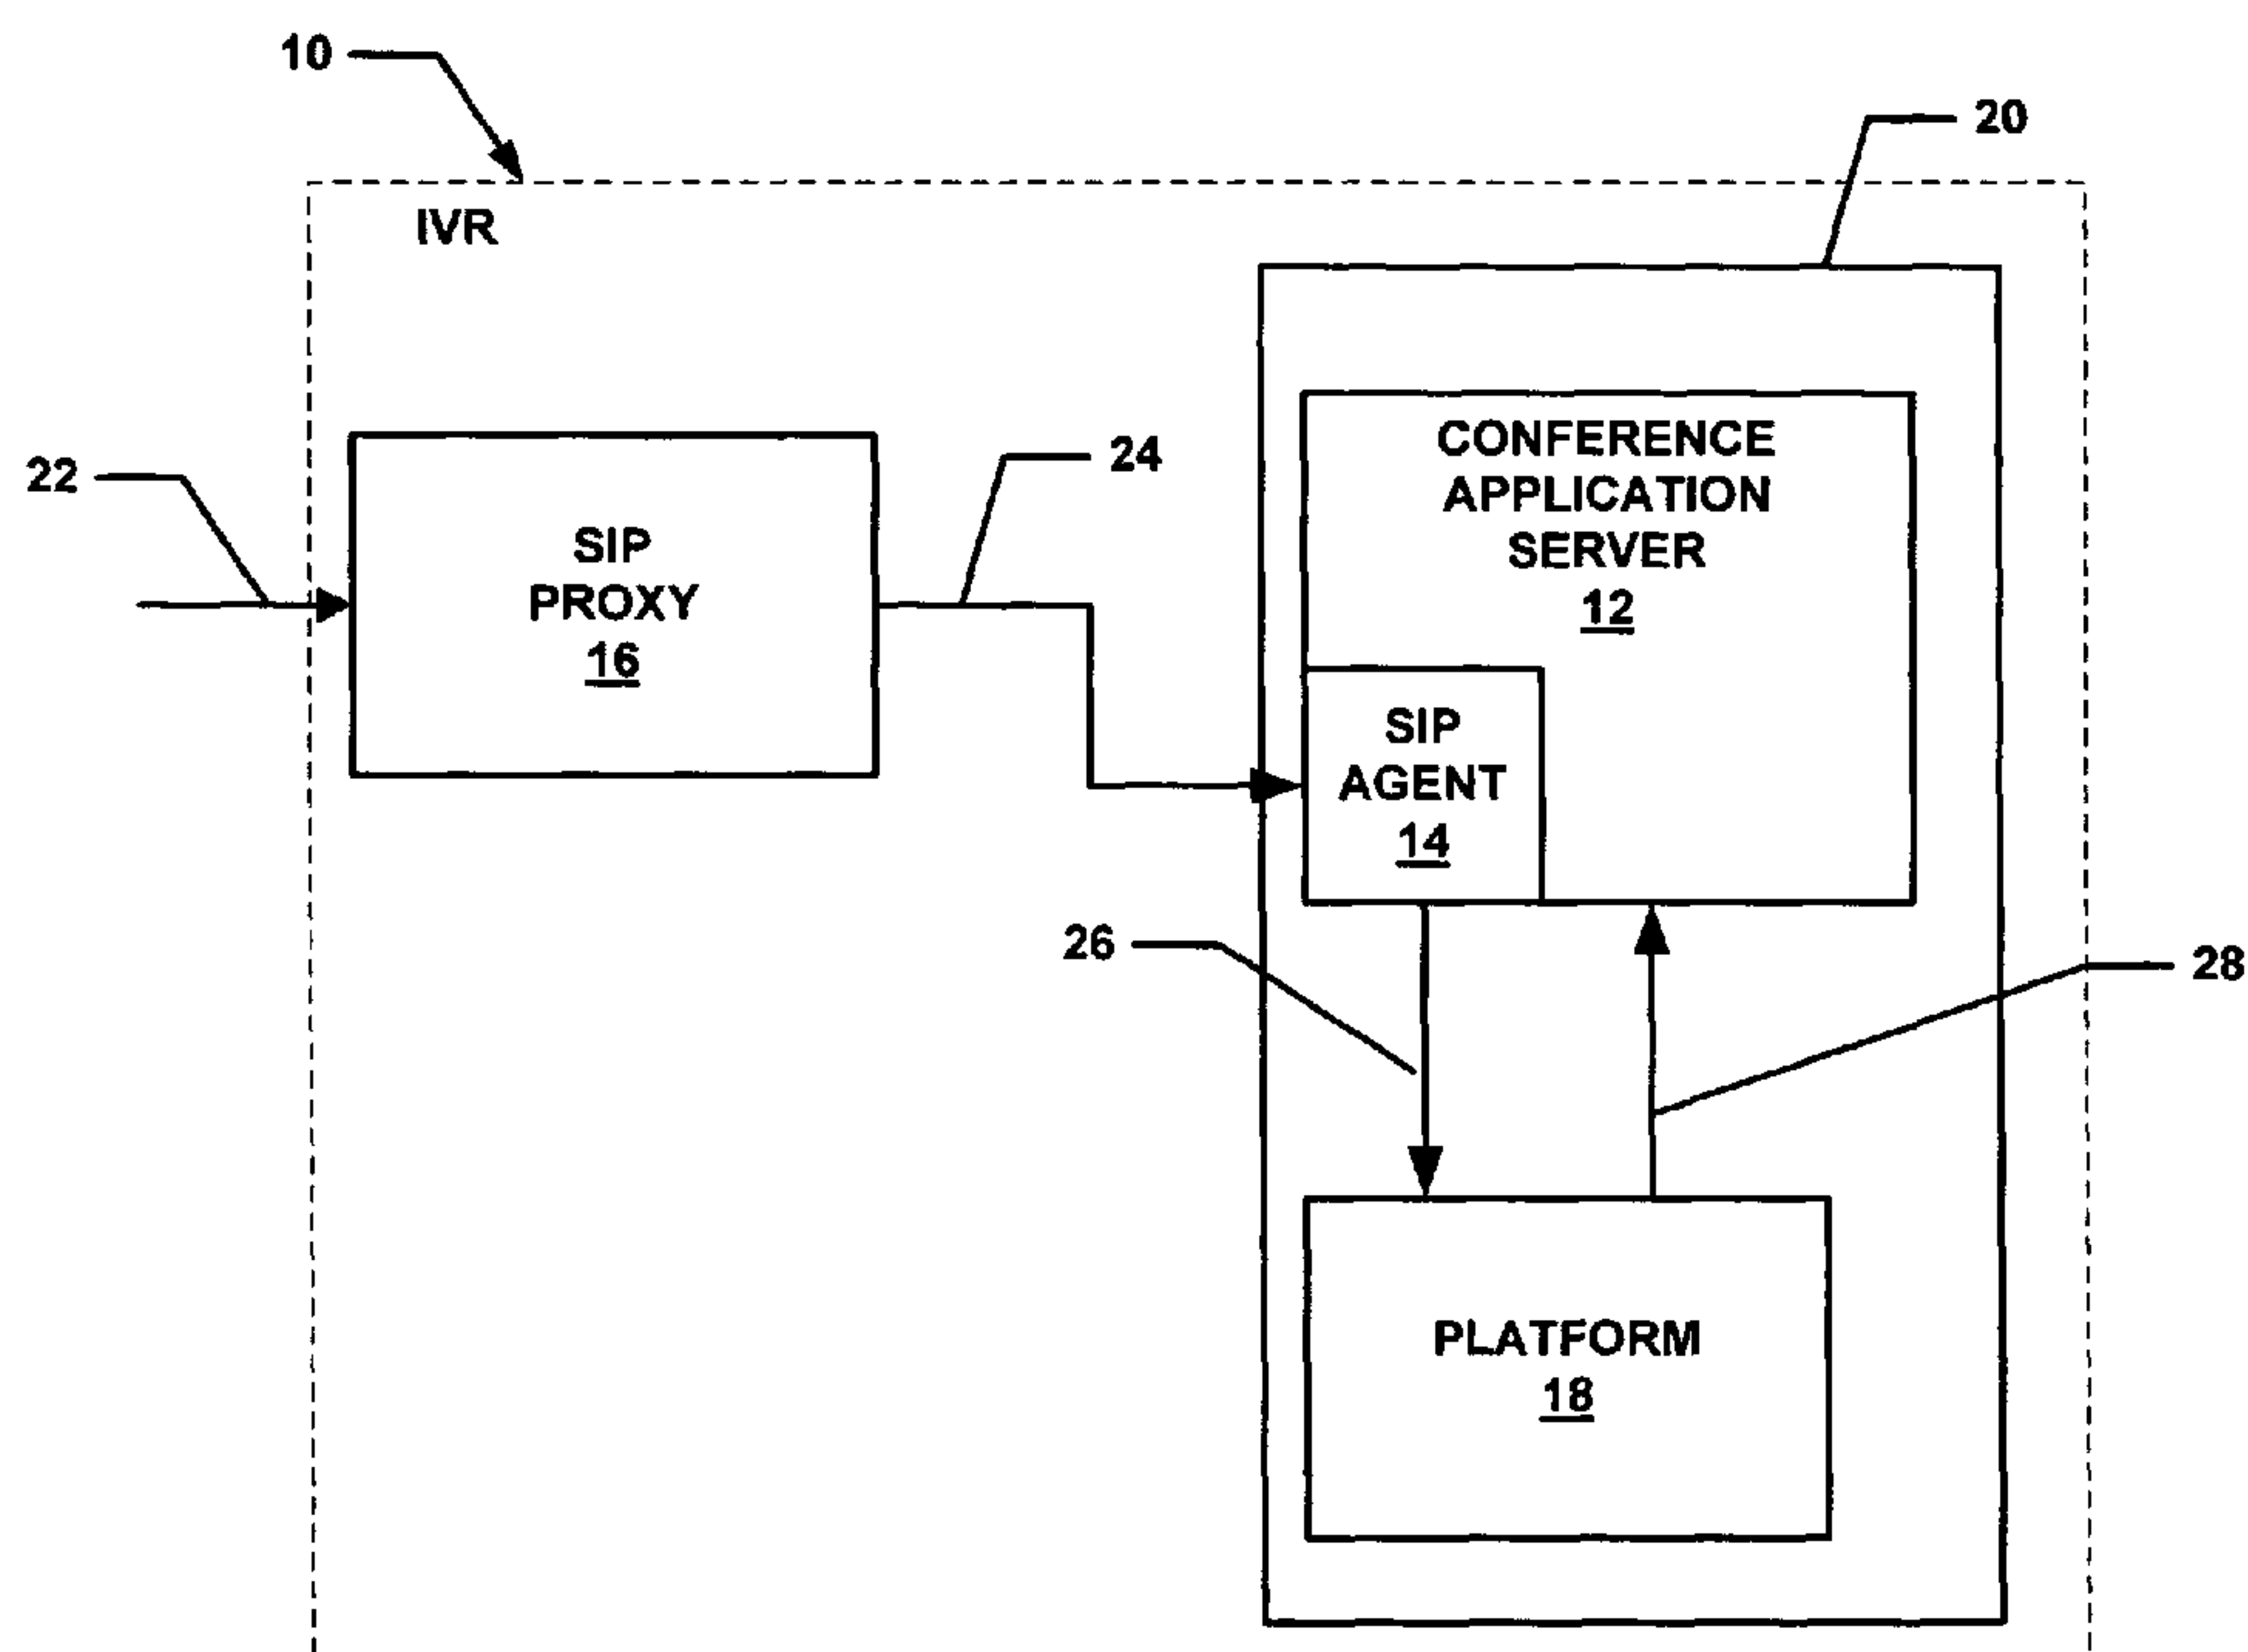 10
20
IVR
22
24
SIP
PROXY
16
CONFERENCE
APPLICATION
SERVER
12
SIP
AGENT
14
26
28
PLATFORM
18